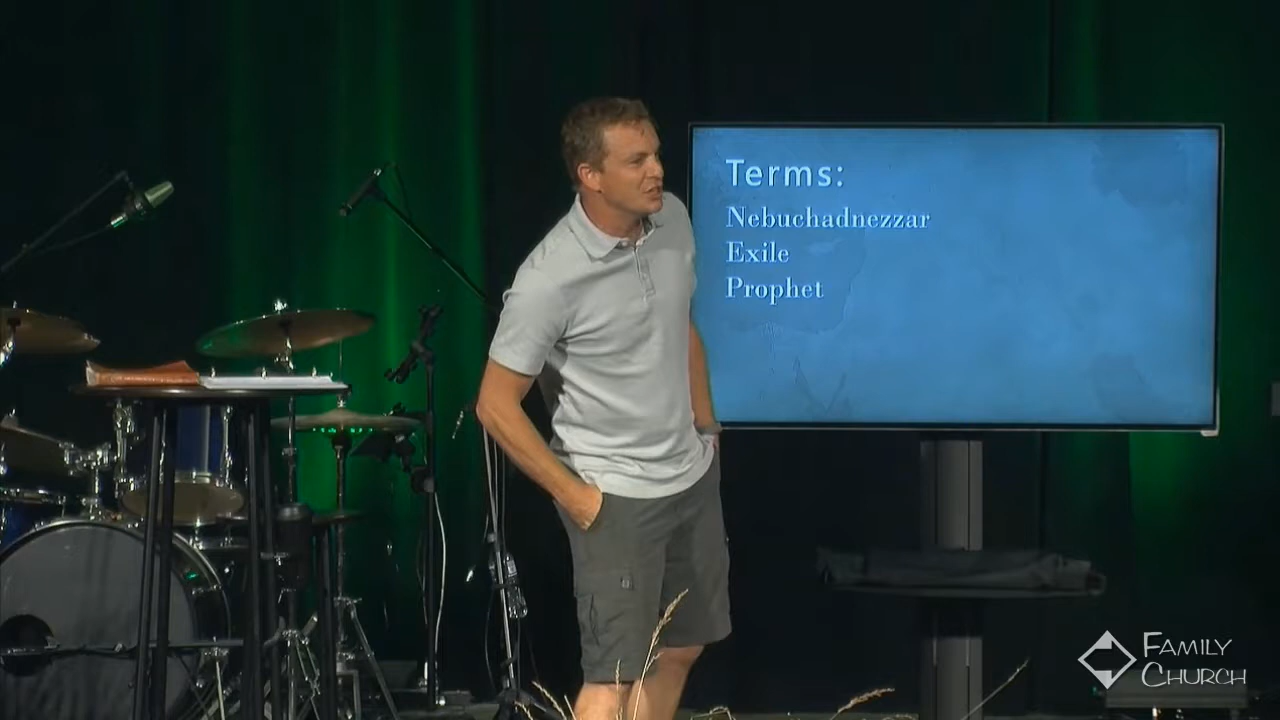 Terms:
Nebuchadnezzar
Exile
Prophet
FAMILY
CHURCH